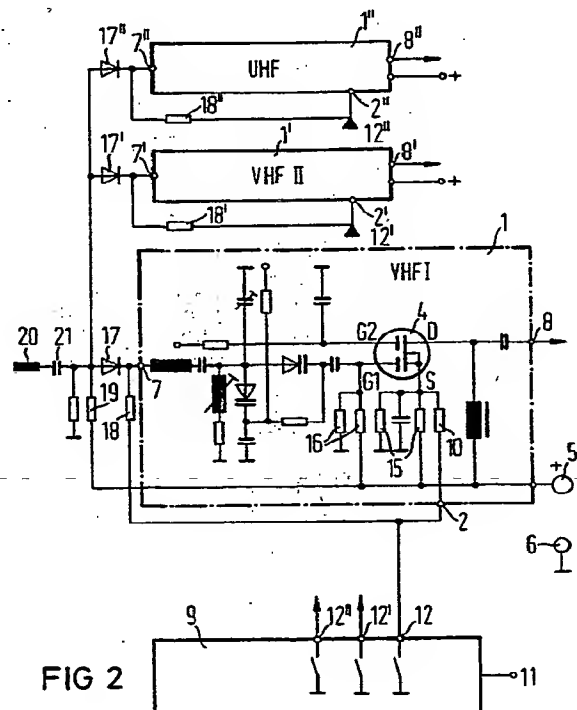 17" 7" 1" 8"
UHF
+
18" 2"
12"
17' 7' 1' 8'
VHF II
+
18' 2'
12'
1
VHF I
4
20 21 17 G2 D 8
7
G1 S
19 18 16 15 10
+ 5
2
6
9 12" 12' 12
11
FIG 2